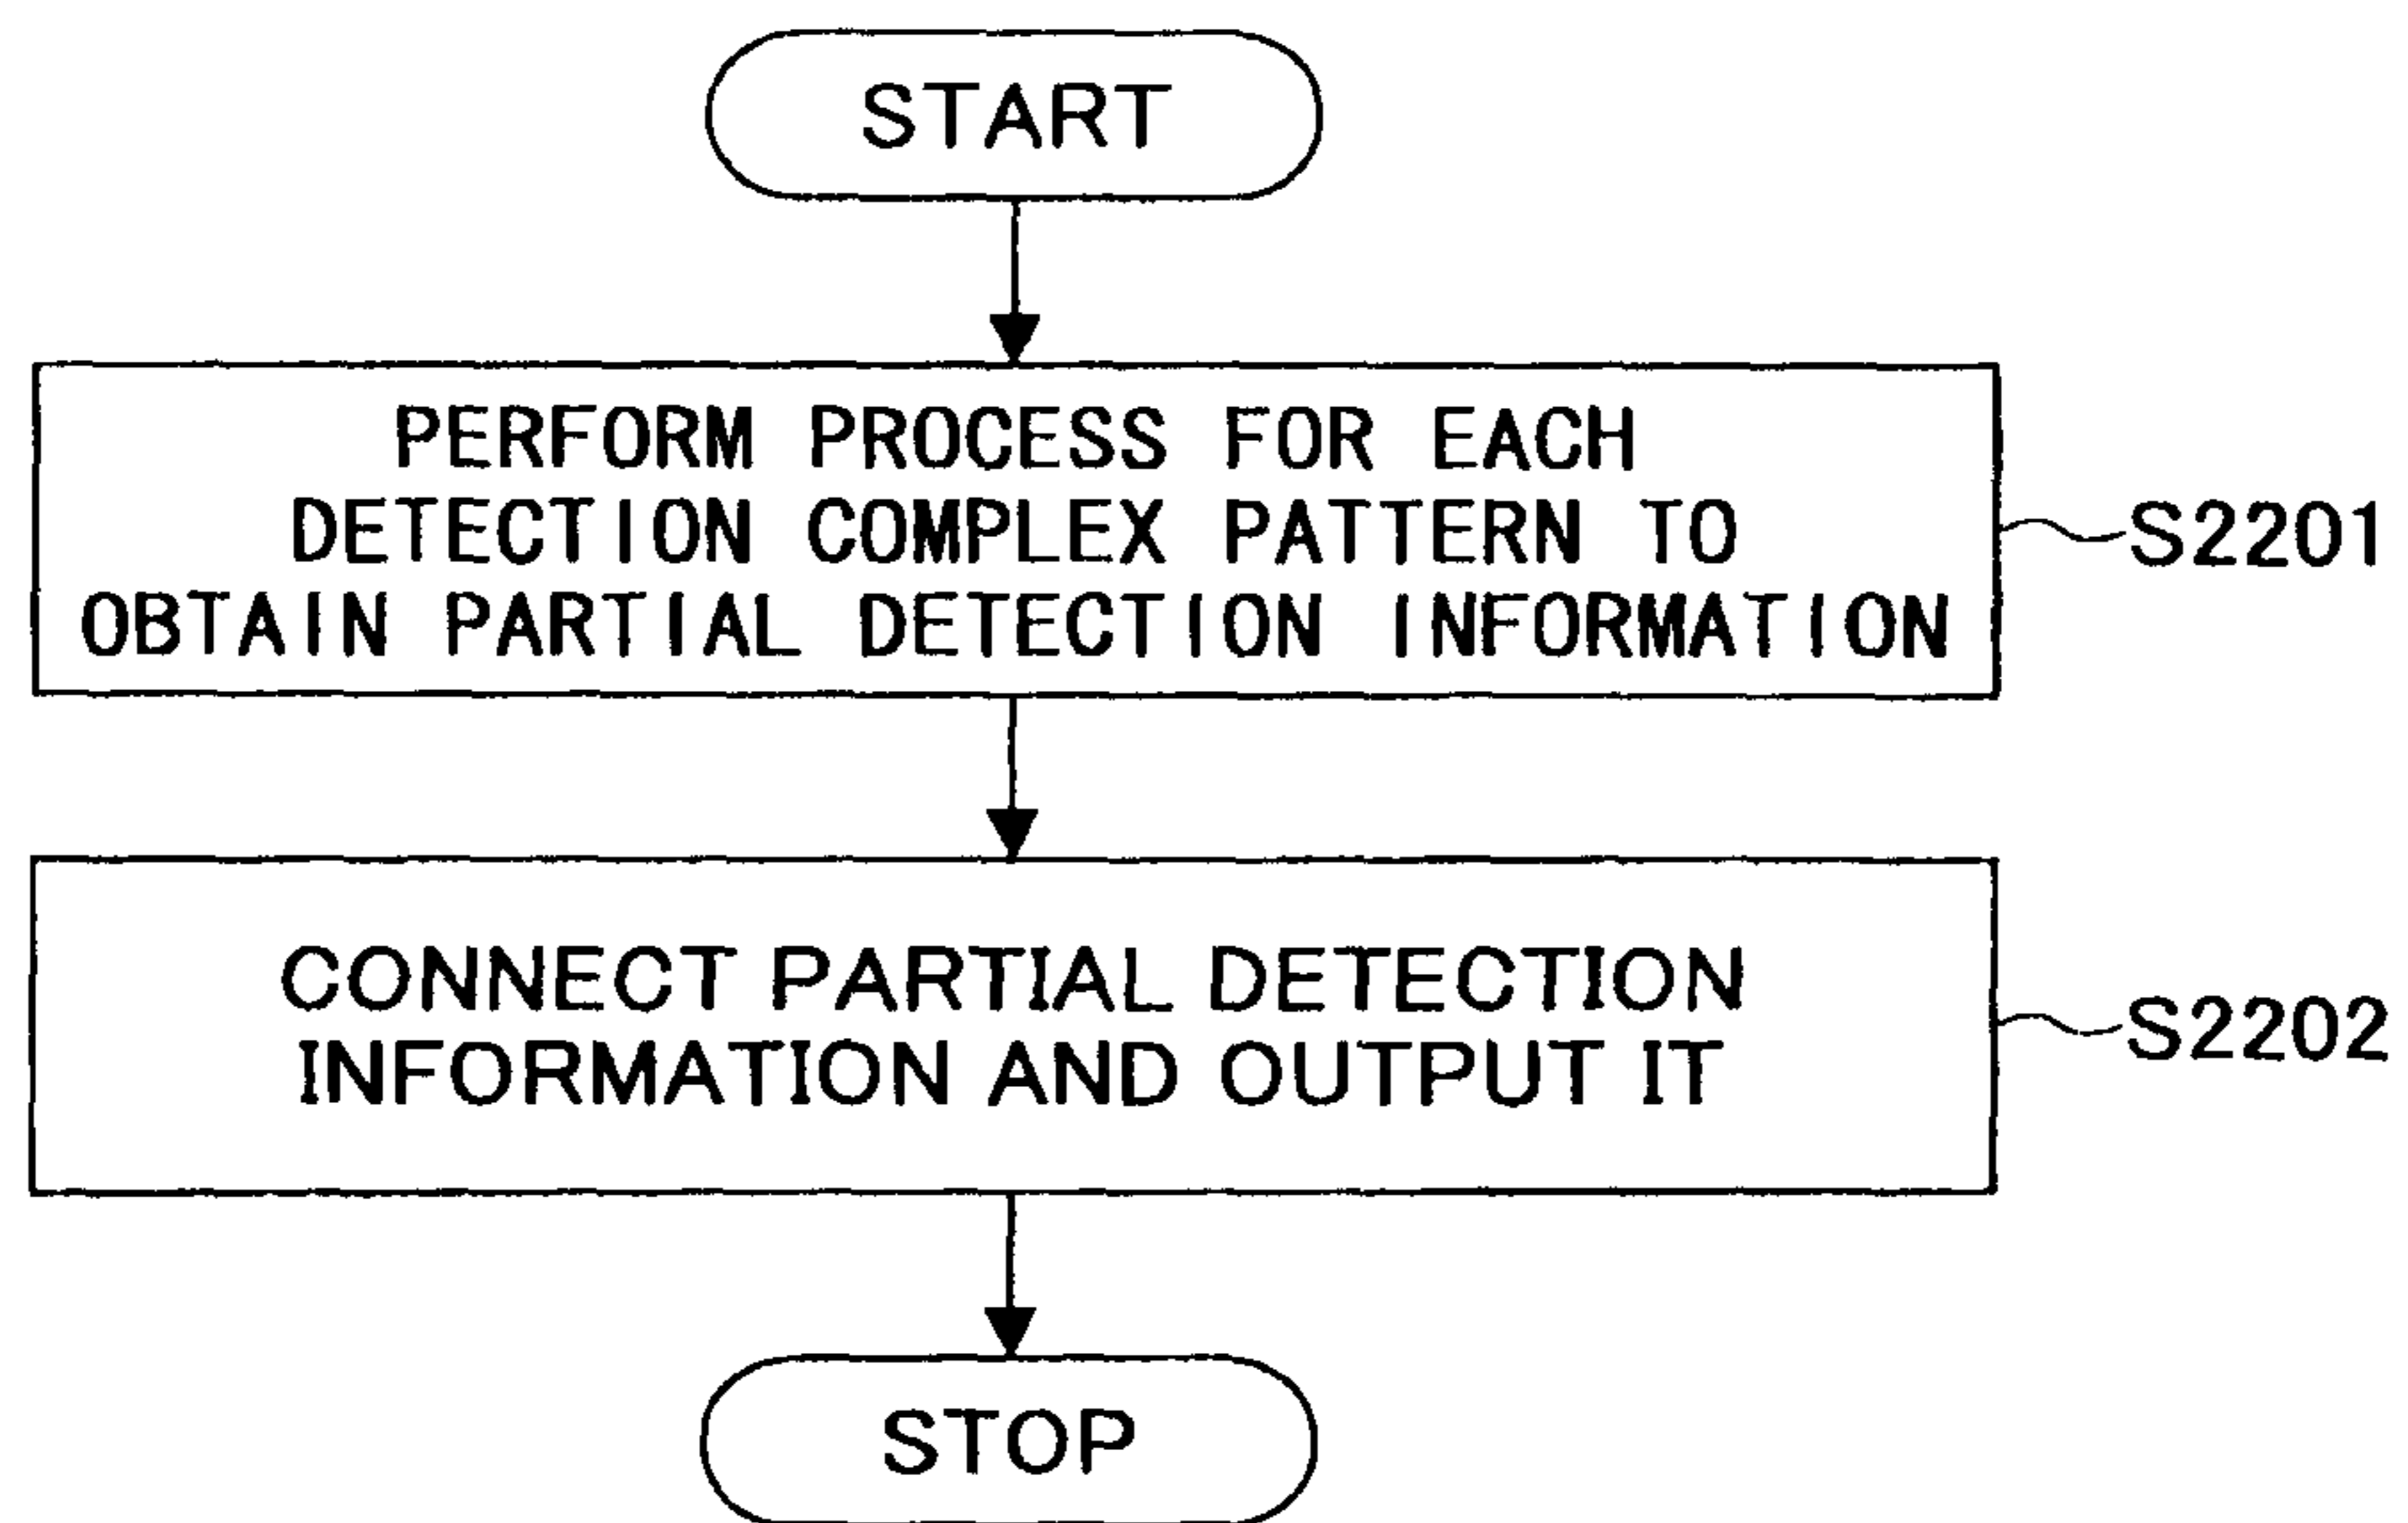 START
PERFORM PROCESS FOR EACH
DETECTION COMPLEX PATTERN TO
OBTAIN PARTIAL DETECTION INFORMATION
S2201
CONNECT PARTIAL DETECTION
INFORMATION AND OUTPUT IT
S2202
STOP